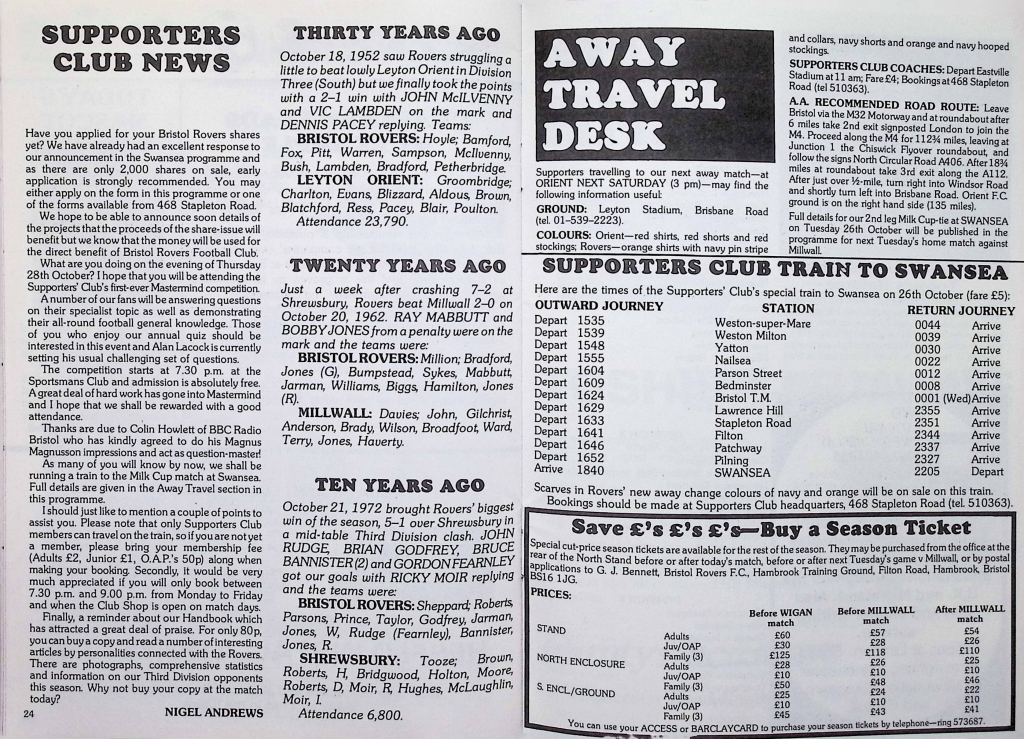 SUPPORTERS
CLUB NEWS
Have you applied for your Bristol Rovers shares
yet? We have already had an excellent response to
our announcement in the Swansea programme and
as there are only 2,000 shares on sale, early
application is strongly recommended. You may
either apply on the form in this programme or one
of the forms available from 468 Stapleton Road.
We hope to be able to announce soon details of
the projects that the proceeds of the share-issue will
benefit but we know that the money will be used for
the direct benefit of Bristol Rovers Football Club.
What are you doing on the evening of Thursday
28th October? I hope that you will be attending the
Supporters' Club's first-ever Mastermind competition.
A number of our fans will be answering questions
on their specialist topic as well as demonstrating
their all-round football general knowledge. Those
of you who enjoy our annual quiz should be
interested in this event and Alan Lacock is currently
setting his usual challenging set of questions.
The competition starts at 7.30 p.m. at the
Sportsmans Club and admission is absolutely free.
A great deal of hard work has gone into Mastermind
and I hope that we shall be rewarded with a good
attendance.
Thanks are due to Colin Howlett of BBC Radio
Bristol who has kindly agreed to do his Magnus
Magnusson impressions and act as question-master!
As many of you will know by now, we shall be
running a train to the Milk Cup match at Swansea.
Full details are given in the Away Travel section in
this programme.
I should just like to mention a couple of points to
assist you. Please note that only Supporters Club
members can travel on the train, so if you are not yet
a member, please bring your membership fee
(Adults £2, Junior £1, O.A.P.'s 50p) along when
making your booking. Secondly, it would be very
much appreciated if you will only book between
7.30 p.m. and 9.00 p.m. from Monday to Friday
and when the Club Shop is open on match days.
Finally, a reminder about our Handbook which
has attracted a great deal of praise. For only 80p,
you can buy a copy and read a number of interesting
articles by personalities connected with the Rovers.
There are photographs, comprehensive statistics
and information on our Third Division opponents
this season. Why not buy your copy at the match
today?
NIGEL ANDREWS
24
THIRTY YEARS AGO
October 18, 1952 saw Rovers struggling a
little to beat lowly Leyton Orient in Division
Three (South) but we finally took the points
with a 2–1 win with JOHN McILVENNY
and VIC LAMBDEN on the mark and
DENNIS PACEY replying. Teams:
BRISTOL ROVERS: Hoyle; Bamford,
Fox, Pitt, Warren, Sampson, McIlvenny,
Bush, Lambden, Bradford, Petherbridge.
LEYTON ORIENT: Groombridge;
Charlton, Evans, Blizzard, Aldous, Brown,
Blatchford, Ress, Pacey, Blair, Poulton.
Attendance 23,790.
TWENTY YEARS AGO
Just a week after crashing 7–2 at
Shrewsbury, Rovers beat Millwall 2–0 on
October 20, 1962. RAY MABBUTT and
BOBBY JONES from a penalty were on the
mark and the teams were:
BRISTOL ROVERS: Million; Bradford,
Jones (G), Bumpstead, Sykes, Mabbutt,
Jarman, Williams, Biggs, Hamilton, Jones
(R).
MILLWALL: Davies; John, Gilchrist,
Anderson, Brady, Wilson, Broadfoot, Ward,
Terry, Jones, Haverty.
TEN YEARS AGO
October 21, 1972 brought Rovers' biggest
win of the season, 5–1 over Shrewsbury in
a mid-table Third Division clash. JOHN
RUDGE, BRIAN GODFREY, BRUCE
BANNISTER (2) and GORDON FEARNLEY
got our goals with RICKY MOIR replying
and the teams were:
BRISTOL ROVERS: Sheppard; Roberts,
Parsons, Prince, Taylor, Godfrey, Jarman,
Jones, W, Rudge (Fearnley), Bannister,
Jones, R.
SHREWSBURY: Tooze; Brown,
Roberts, H, Bridgwood, Holton, Moore,
Roberts, D, Moir, R, Hughes, McLaughlin,
Moir, I.
Attendance 6,800.
AWAY
TRAVEL
DESK
Supporters travelling to our next away match—at
ORIENT NEXT SATURDAY (3 pm)—may find the
following information useful:
GROUND: Leyton Stadium, Brisbane Road
(tel. 01–539–2223).
COLOURS: Orient—red shirts, red shorts and red
stockings; Rovers—orange shirts with navy pin stripe
and collars, navy shorts and orange and navy hooped
stockings.
SUPPORTERS CLUB COACHES: Depart Eastville
Stadium at 11 am; Fare £4; Bookings at 468 Stapleton
Road (tel 510363).
A.A. RECOMMENDED ROAD ROUTE: Leave
Bristol via the M32 Motorway and at roundabout after
6 miles take 2nd exit signposted London to join the
M4. Proceed along the M4 for 112¾ miles, leaving at
Junction 1 the Chiswick Flyover roundabout, and
follow the signs North Circular Road A406. After 18¾
miles at roundabout take 3rd exit along the A112.
After just over ½-mile, turn right into Windsor Road
and shortly turn left into Brisbane Road. Orient F.C.
ground is on the right hand side (135 miles).
Full details for our 2nd leg Milk Cup-tie at SWANSEA
on Tuesday 26th October will be published in the
programme for next Tuesday's home match against
Millwall.
SUPPORTERS CLUB TRAIN TO SWANSEA
Here are the times of the Supporters' Club's special train to Swansea on 26th October (fare £5):
OUTWARD JOURNEY STATION RETURN JOURNEY
Depart 1535 Weston-super-Mare 0044 Arrive
Depart 1539 Weston Milton 0039 Arrive
Depart 1548 Yatton 0030 Arrive
Depart 1555 Nailsea 0022 Arrive
Depart 1604 Parson Street 0012 Arrive
Depart 1609 Bedminster 0008 Arrive
Depart 1624 Bristol T.M. 0001 (Wed) Arrive
Depart 1629 Lawrence Hill 2355 Arrive
Depart 1633 Stapleton Road 2351 Arrive
Depart 1641 Filton 2344 Arrive
Depart 1646 Patchway 2337 Arrive
Depart 1652 Pilning 2327 Arrive
Arrive 1840 SWANSEA 2205 Depart
Scarves in Rovers' new away change colours of navy and orange will be on sale on this train.
Bookings should be made at Supporters Club headquarters, 468 Stapleton Road (tel. 510363).
Save £'s £'s £'s—Buy a Season Ticket
Special cut-price season tickets are available for the rest of the season. They may be purchased from the office at the
rear of the North Stand before or after today's match, before or after next Tuesday's game v Millwall, or by postal
applications to G. J. Bennett, Bristol Rovers F.C., Hambrook Training Ground, Filton Road, Hambrook, Bristol
BS16 1JG.
PRICES:
Before WIGAN match Before MILLWALL match After MILLWALL match
STAND Adults £60 £57 £54
Juv/OAP £30 £28 £26
Family (3) £125 £118 £110
NORTH ENCLOSURE Adults £28 £26 £25
Juv/OAP £10 £10 £10
Family (3) £50 £48 £46
S. ENCL/GROUND Adults £25 £24 £22
Juv/OAP £10 £10 £10
Family (3) £45 £43 £41
You can use your ACCESS or BARCLAYCARD to purchase your season tickets by telephone—ring 573687.